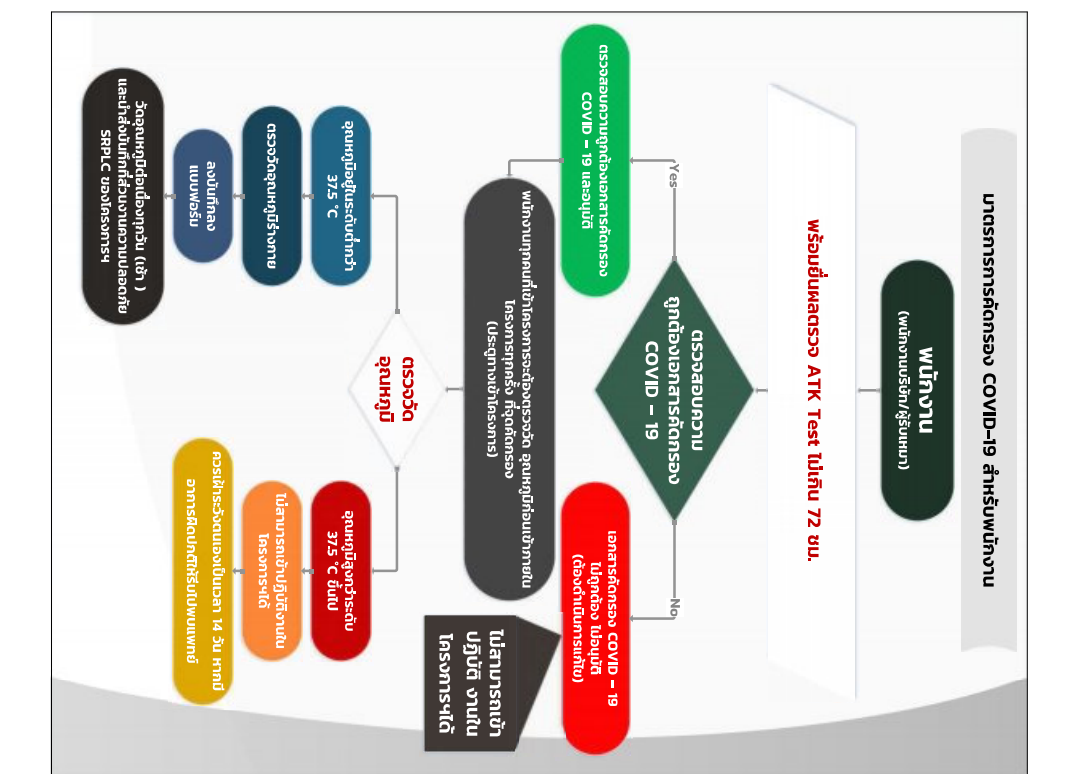 มาตรการการคัดกรอง COVID-19 สำหรับพนักงาน
พนักงาน
(พนักงานบริษัท/ผู้รับเหมา)
พร้อมยื่นผลตรวจ ATK Test ไม่เกิน 72 ชม.
ตรวจสอบความ
ถูกต้องเอกสารคัดกรอง
COVID – 19
Yes
No
ตรวจสอบความถูกต้องเอกสารคัดกรอง
COVID – 19 และอนุมัติ
เอกสารคัดกรอง COVID – 19
ไม่ถูกต้อง ไม่อนุมัติ
(ต้องดำเนินการแก้ไข)
ไม่สามารถเข้า
ปฏิบัติ งานใน
โครงการฯได้
พนักงานทุกคนที่เข้าโครงการจะต้องตรวจวัด อุณหภูมิก่อนเข้าภายใน
โครงการทุกครั้ง ที่จุดคัดกรอง
(ประตูทางเข้าโครงการ)
ตรวจวัด
อุณหภูมิ
อุณหภูมิอยู่ในระดับต่ำกว่า
37.5 °C
ตรวจวัดอุณหภูมิร่างกาย
ลงบันทึกลง
แบบฟอร์ม
วัดอุณหภูมิต่อเนื่องทุกวัน (เช้า )
และนำส่งบันทึกที่ส่วนงานความปลอดภัย
SRPLC ของโครงการฯ
อุณหภูมิสูงกว่าระดับ
37.5 °C ขึ้นไป
ไม่สามารถเข้าปฏิบัติงานใน
โครงการฯได้
ควรเฝ้าระวังตนเองเป็นเวลา 14 วัน หากมี
อาการผิดปกติให้รีบไปพบแพทย์